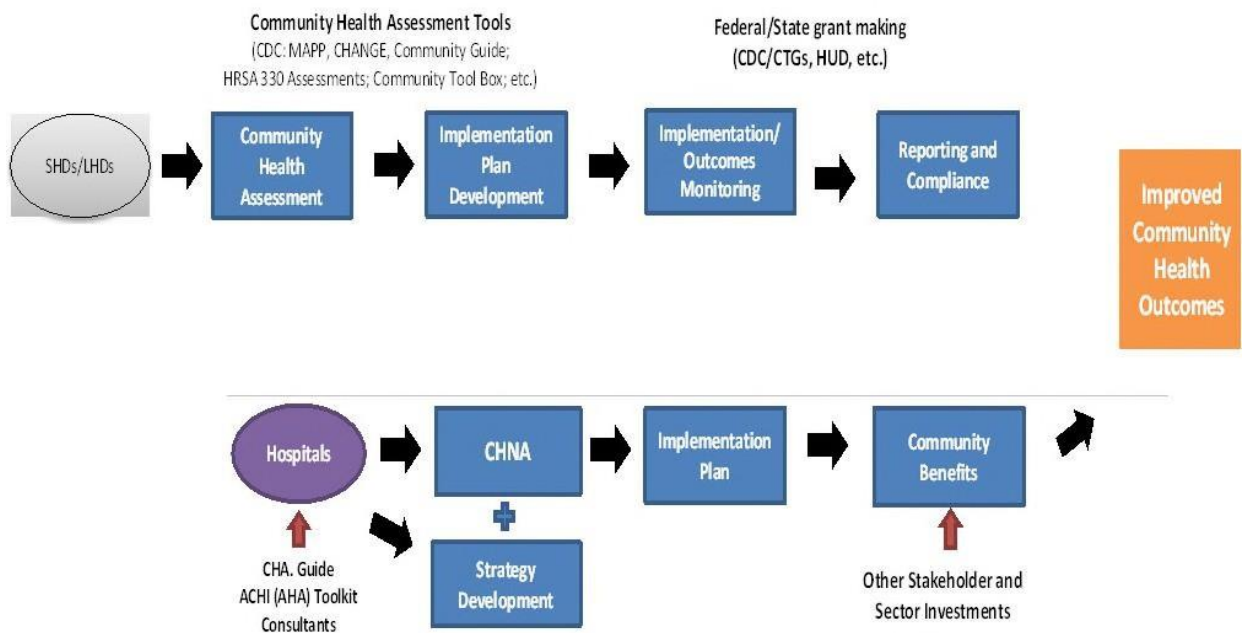 Community Health Assessment Tools
(CDC: MAPP, CHANGE, Community Guide;
HRSA 330 Assessments; Community Tool Box; etc.)
Federal/State grant making
(CDC/CTGs, HUD, etc.)
SHDs/LHDs
Community
Health
Assessment
Implementation
Plan
Development
Implementation/
Outcomes
Monitoring
Reporting and
Compliance
Improved
Community
Health
Outcomes
Hospitals
CHNA
Implementation
Plan
Community
Benefits
Strategy
Development
CHA. Guide
ACHI (AHA) Toolkit
Consultants
Other Stakeholder and
Sector Investments